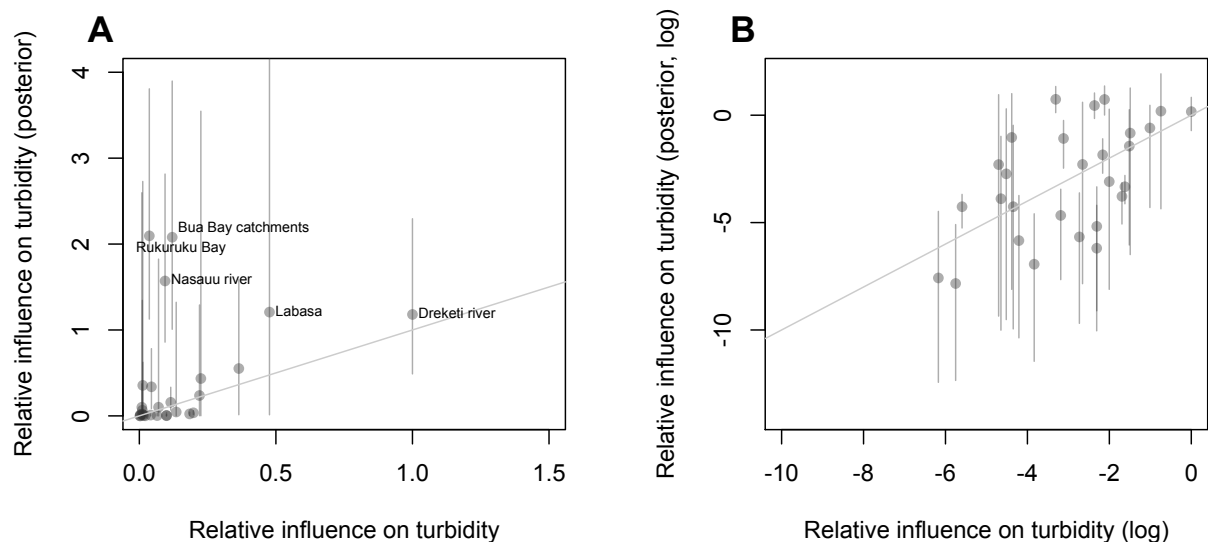 A
Relative influence on turbidity (posterior)
4
3
2
1
0
Bua Bay catchments
Rukuruku Bay
Nasauu river
Labasa
Dreketi river
0.0 0.5 1.0 1.5
Relative influence on turbidity
B
Relative influence on turbidity (posterior, log)
0
-5
-10
-10 -8 -6 -4 -2 0
Relative influence on turbidity (log)